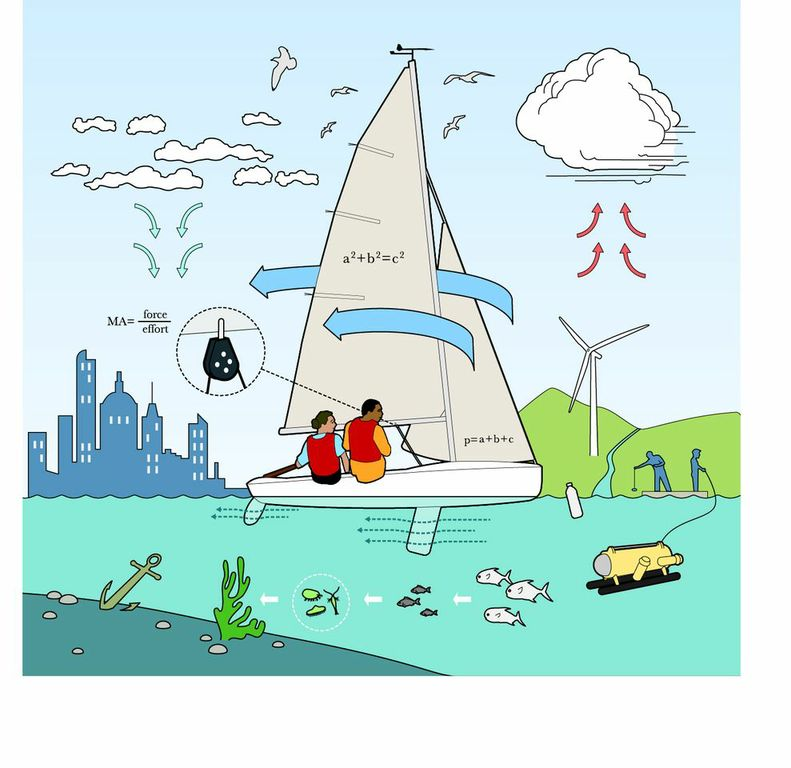 a²+b²=c²
MA= force
effort
p=a+b+c